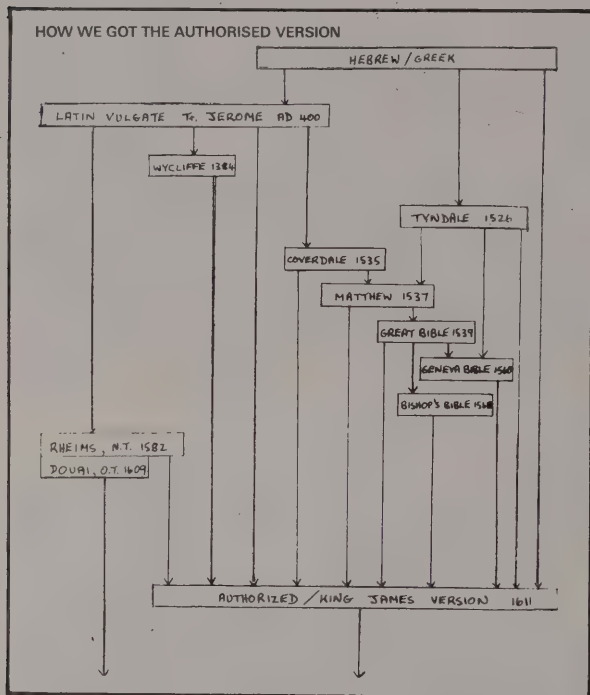 HOW WE GOT THE AUTHORISED VERSION
HEBREW/GREEK
LATIN VULGATE Tr. JEROME AD 400
WYCLIFFE 1384
TYNDALE 1526
COVERDALE 1535
MATTHEW 1537
GREAT BIBLE 1539
GENEVA BIBLE 1560
BISHOP'S BIBLE 1568
RHEIMS, N.T. 1582
DOUAI, O.T. 1609
AUTHORIZED/KING JAMES VERSION 1611